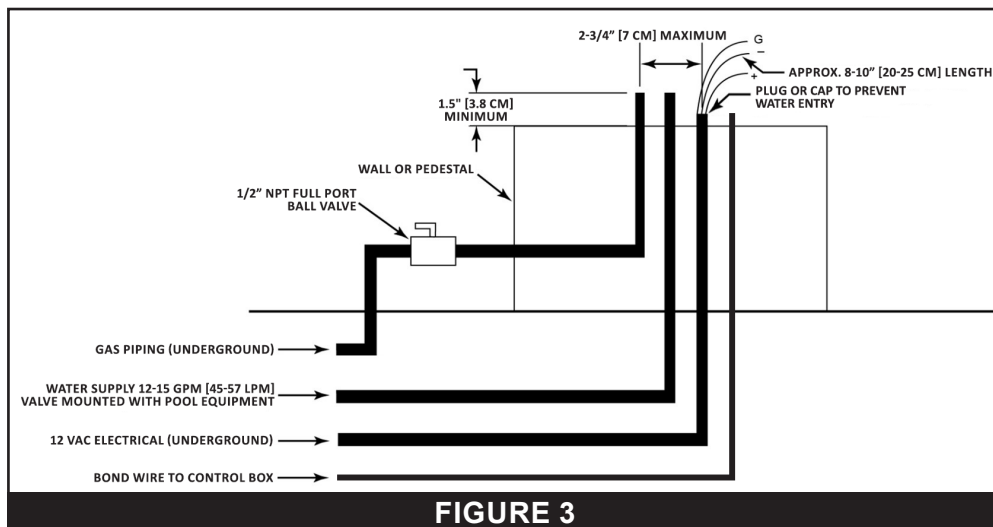 2-3/4” [7 CM] MAXIMUM
G
–
+
APPROX. 8-10” [20-25 CM] LENGTH
PLUG OR CAP TO PREVENT
WATER ENTRY
1.5" [3.8 CM]
MINIMUM
WALL OR PEDESTAL
1/2” NPT FULL PORT
BALL VALVE
GAS PIPING (UNDERGROUND)
WATER SUPPLY 12-15 GPM [45-57 LPM]
VALVE MOUNTED WITH POOL EQUIPMENT
12 VAC ELECTRICAL (UNDERGROUND)
BOND WIRE TO CONTROL BOX
FIGURE 3